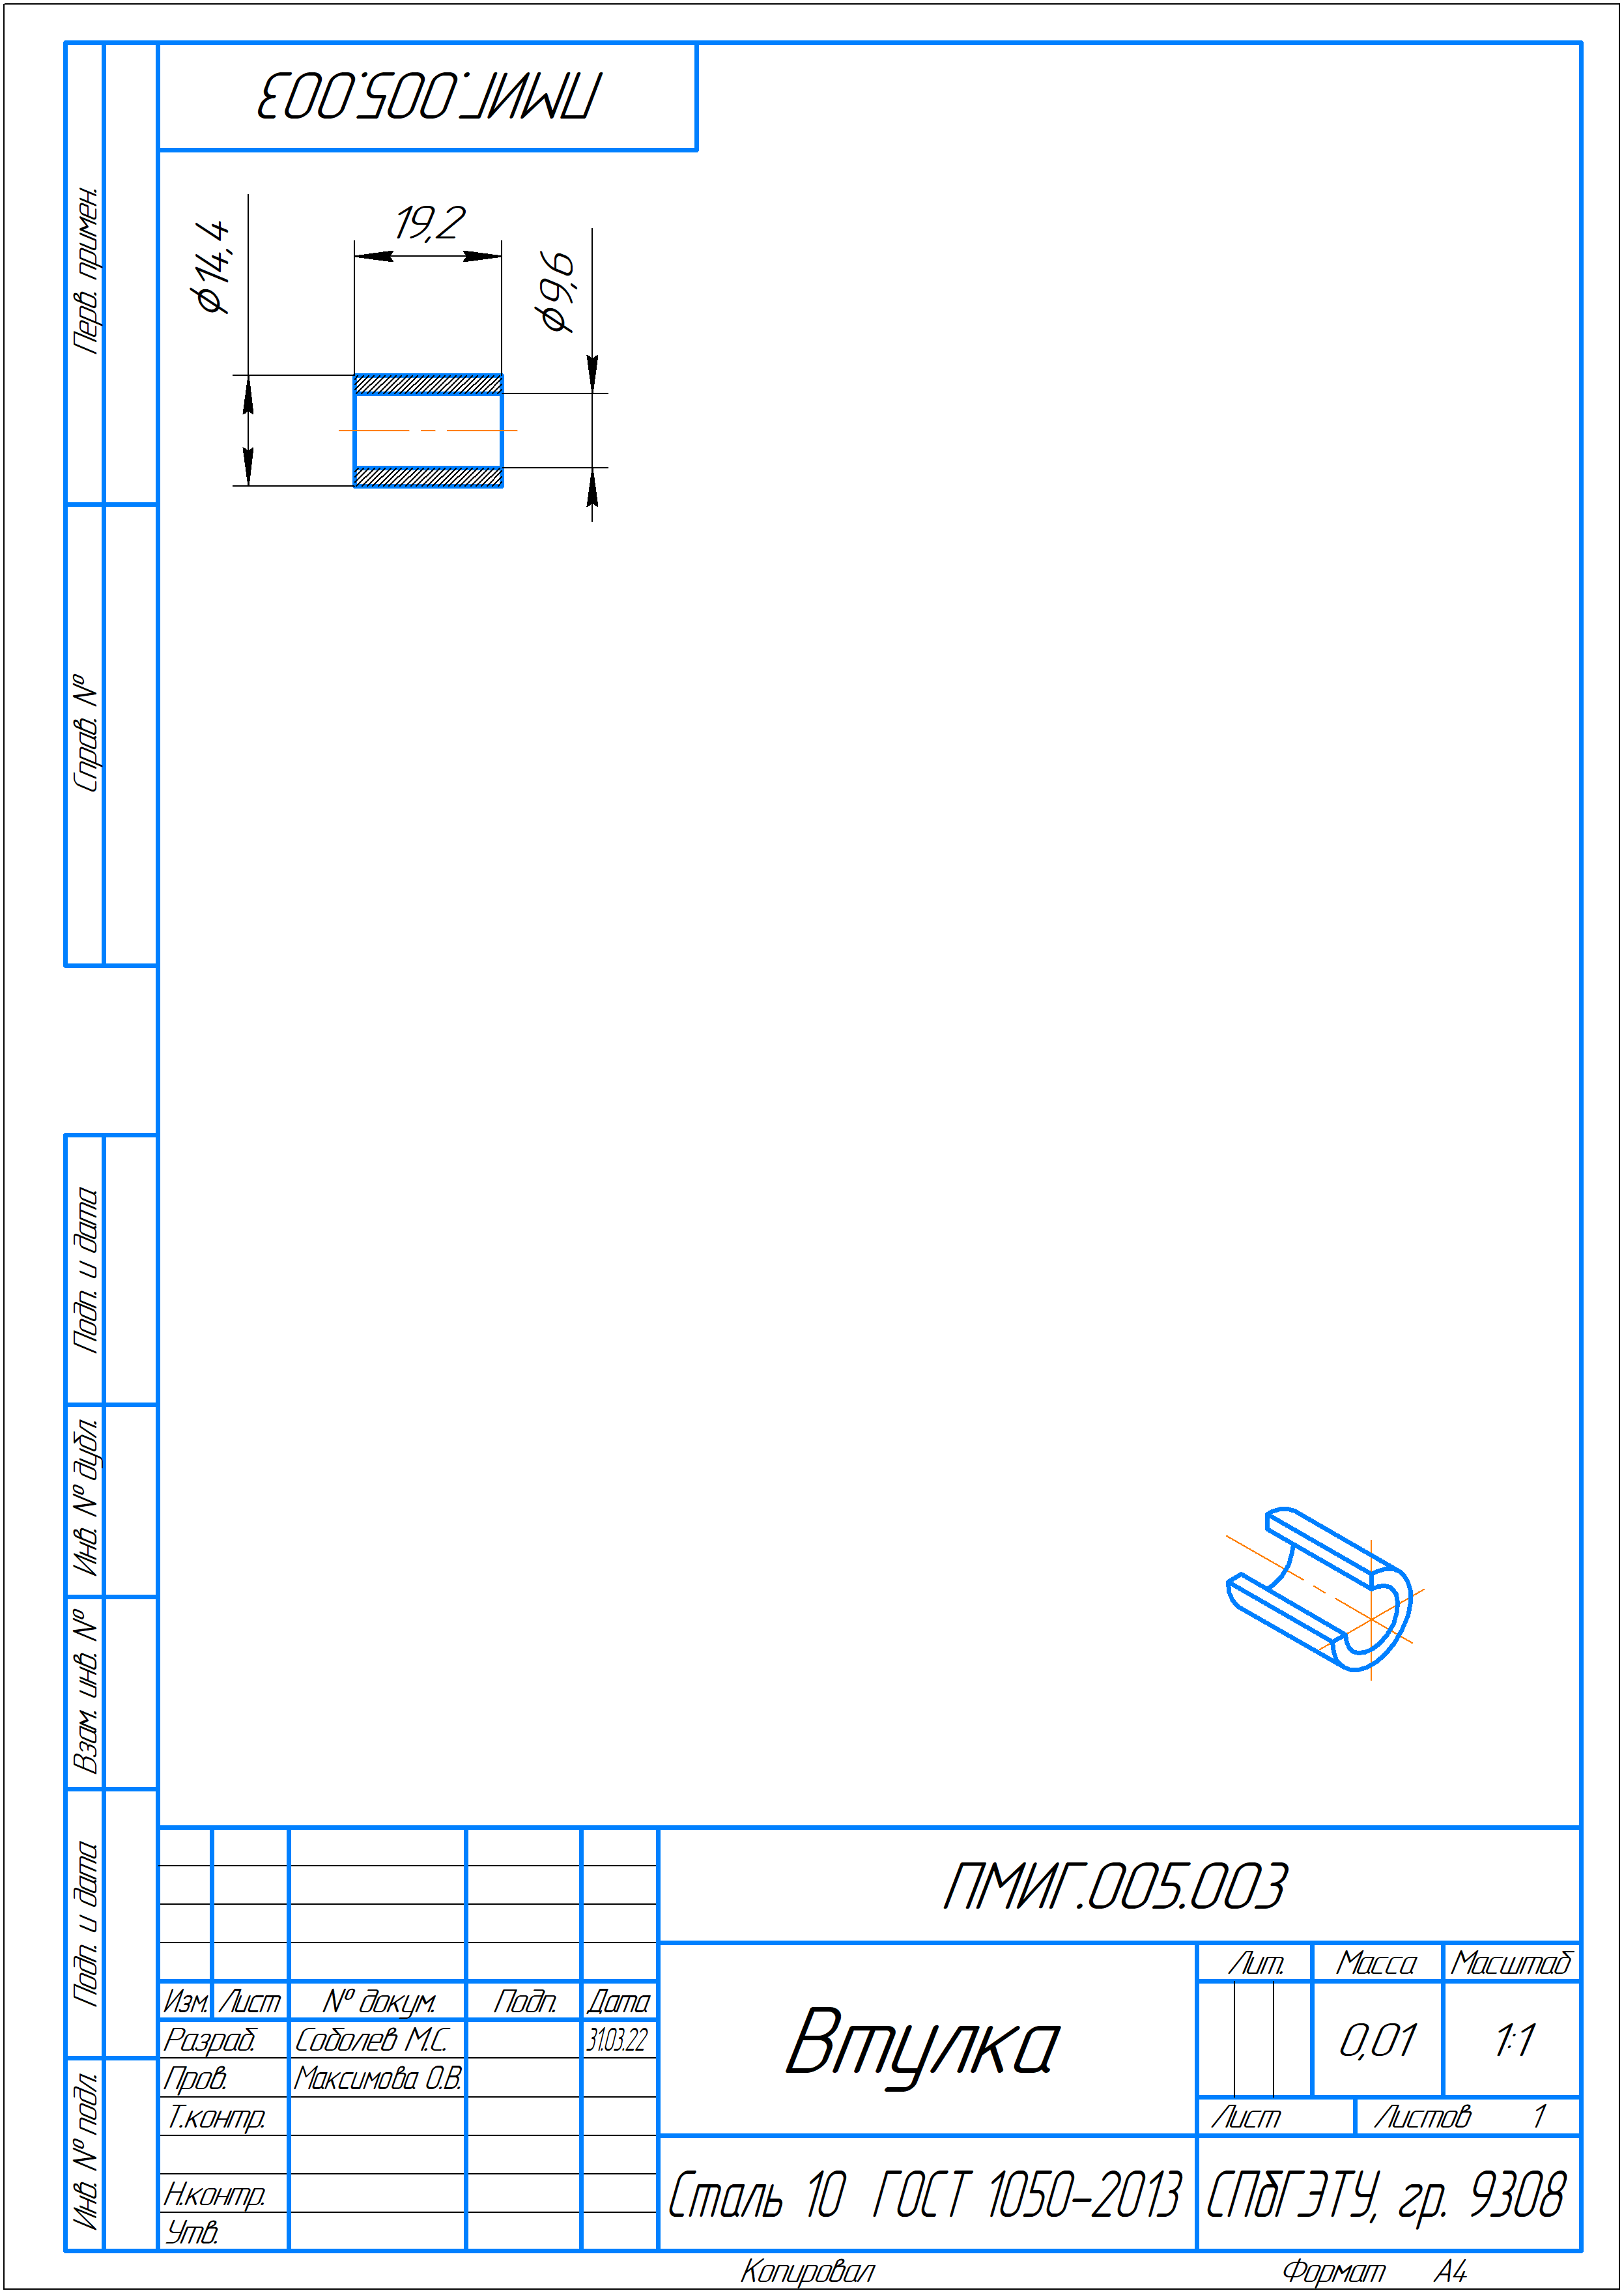 ПМИГ.005.003
19,2
⌀14,4
⌀9,6
Перв. примен.
Справ. №
Подп. и дата
Инв. № дубл.
Взам. инв. №
Подп. и дата
Инв. № подл.
ПМИГ.005.003
Лит. Масса Масштаб
Изм. Лист № докум. Подп. Дата
Разраб. Соболев М.С. 31.03.22
Втулка
0,01 1:1
Пров. Максимова О.В.
Т.контр.
Лист Листов 1
Н.контр.
Сталь 10 ГОСТ 1050-2013
СПбГЭТУ, гр. 9308
Утв.
Копировал Формат А4